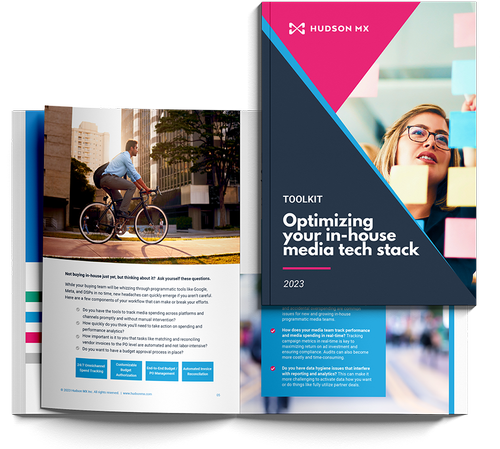 HUDSON MX
TOOLKIT
Optimizing
your in-house
media tech stack
2023
Not buying in-house just yet, but thinking about it? Ask yourself these questions.
While your buying team will be whizzing through programmatic tools like Google,
Meta, and DSPs in no time, new headaches can quickly emerge if you aren't careful.
Here are a few components of your workflow that can make or break your efforts.
Do you have the tools to track media spending across platforms and
channels promptly and without manual intervention?
How quickly do you think you'll need to take action on spending and
performance analytics?
How important is it to you that tasks like matching and reconciling
vendor invoices to the PO level are automated and not labor-intensive?
Do you want to have a budget approval process in place?
24/7 Omnichannel
Spend Tracking
Customizable
Budget
Authorization
End-to-End Budget /
PO Management
Automated Invoice
Reconciliation
issues for new and growing in-house
programmatic media teams.
How does your media team track performance
and media spending in real-time? Tracking
campaign metrics in real-time is key to
maximizing return on ad investment and
ensuring compliance. Audits can also become
more costly and time-consuming.
Do you have data hygiene issues that interfere
with reporting and analytics? This can make it
more challenging to activate data how you want
or do things like fully utilize partner deals.